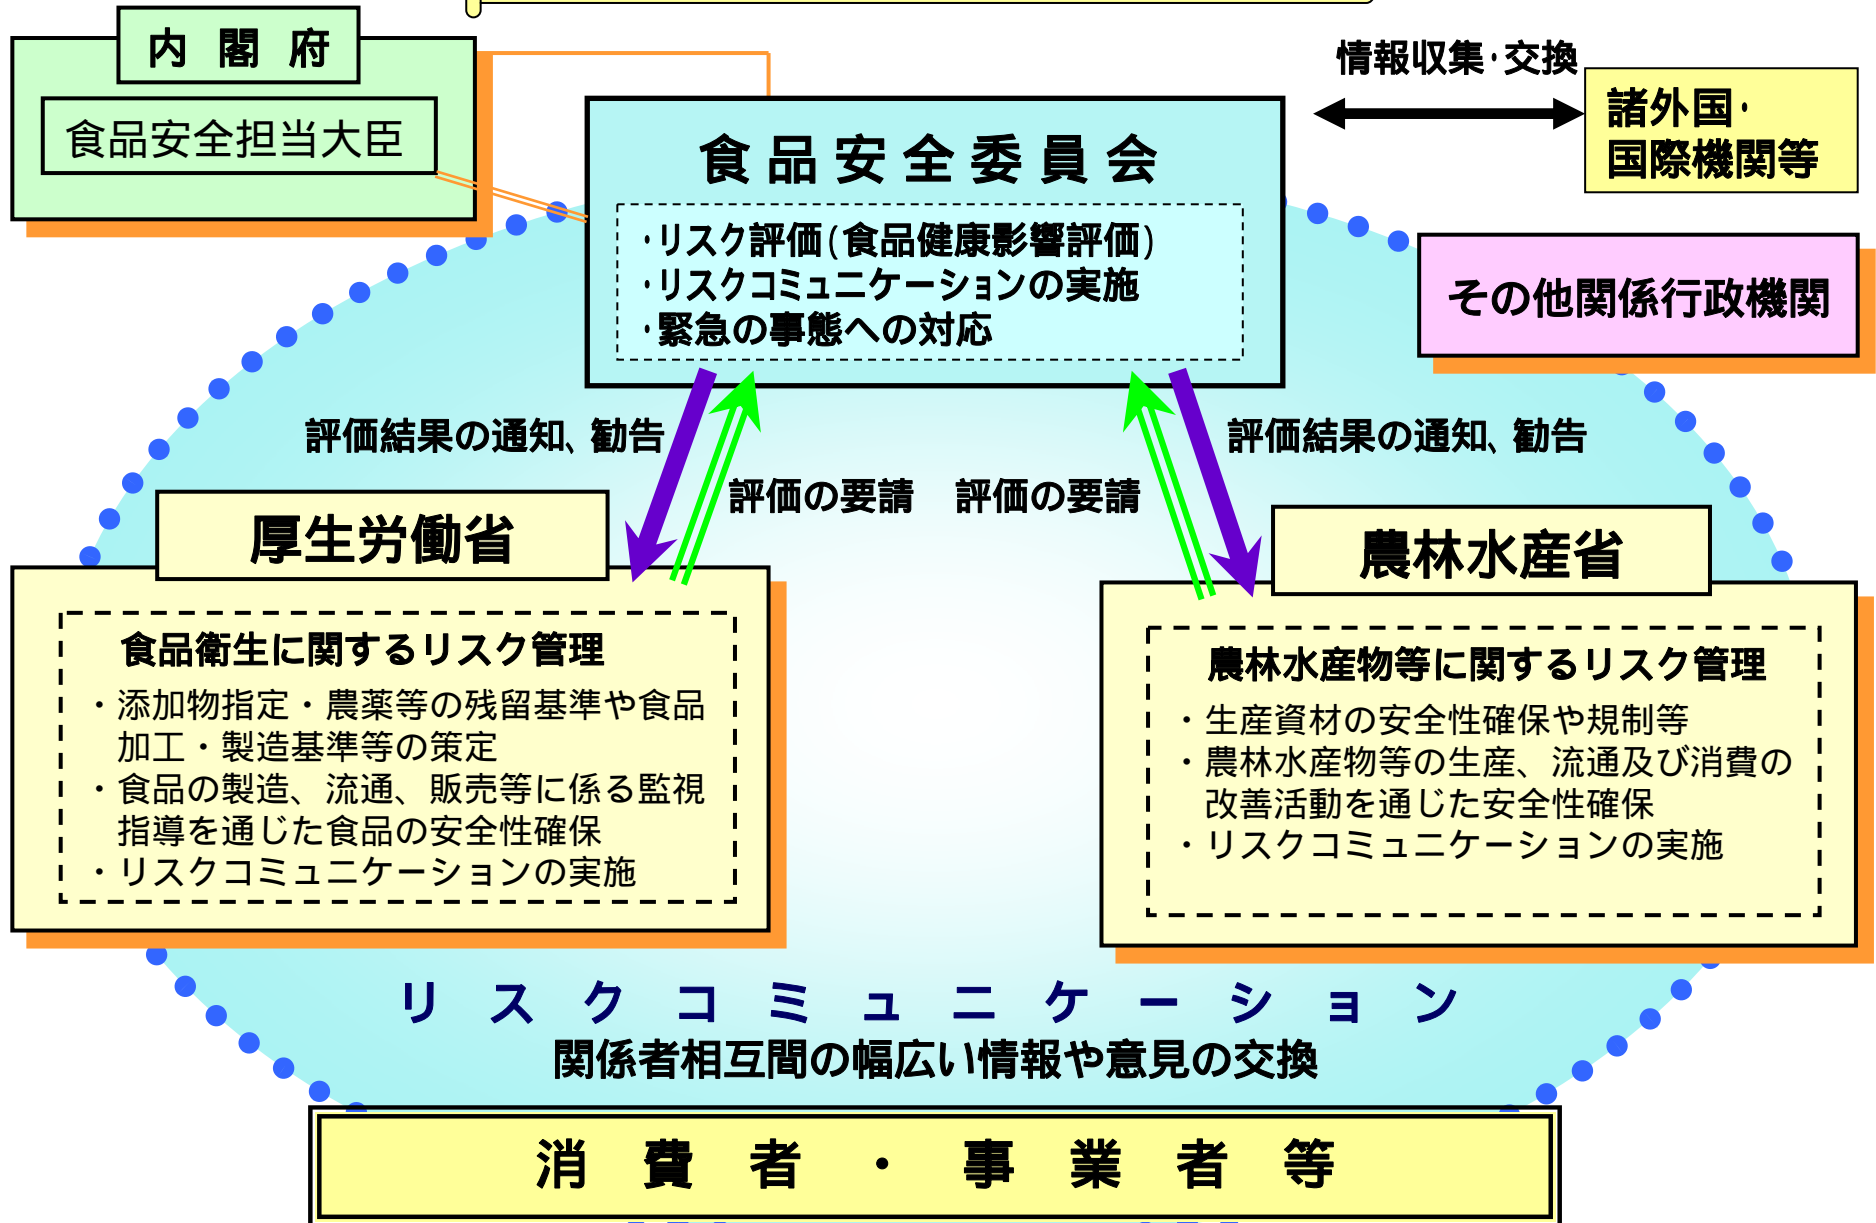 内 閣 府
食品安全担当大臣
情報収集・交換
諸外国・
国際機関等
食品安全委員会
・リスク評価(食品健康影響評価)
・リスクコミュニケーションの実施
・緊急の事態への対応
その他関係行政機関
評価結果の通知、勧告
評価の要請
評価の要請
評価結果の通知、勧告
厚生労働省
食品衛生に関するリスク管理
・添加物指定・農薬等の残留基準や食品
加工・製造基準等の策定
・食品の製造、流通、販売等に係る監視
指導を通じた食品の安全性確保
・リスクコミュニケーションの実施
農林水産省
農林水産物等に関するリスク管理
・生産資材の安全性確保や規制等
・農林水産物等の生産、流通及び消費の
改善活動を通じた安全性確保
・リスクコミュニケーションの実施
リスクコミュニケーション
関係者相互間の幅広い情報や意見の交換
消費者・事業者等